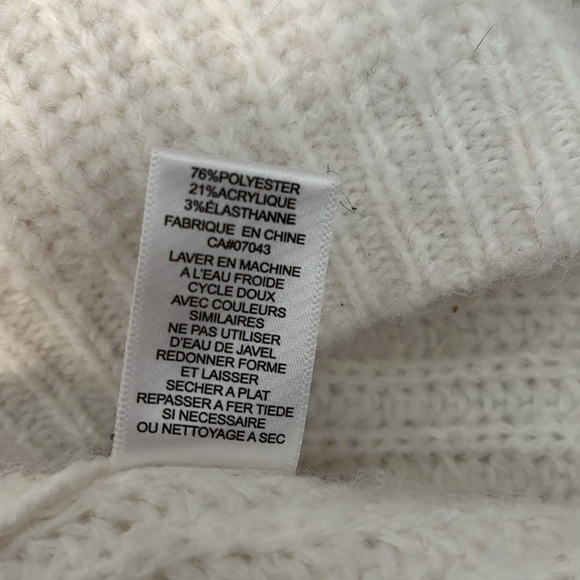 76%POLYESTER
21%ACRYLIQUE
3%ÉLASTHANNE
FABRIQUE EN CHINE
CA#07043
LAVER EN MACHINE
A L'EAU FROIDE
CYCLE DOUX
AVEC COULEURS
SIMILAIRES
NE PAS UTILISER
D'EAU DE JAVEL
REDONNER FORME
ET LAISSER
SECHER A PLAT
REPASSER A FER TIEDE
SI NECESSAIRE
OU NETTOYAGE A SEC